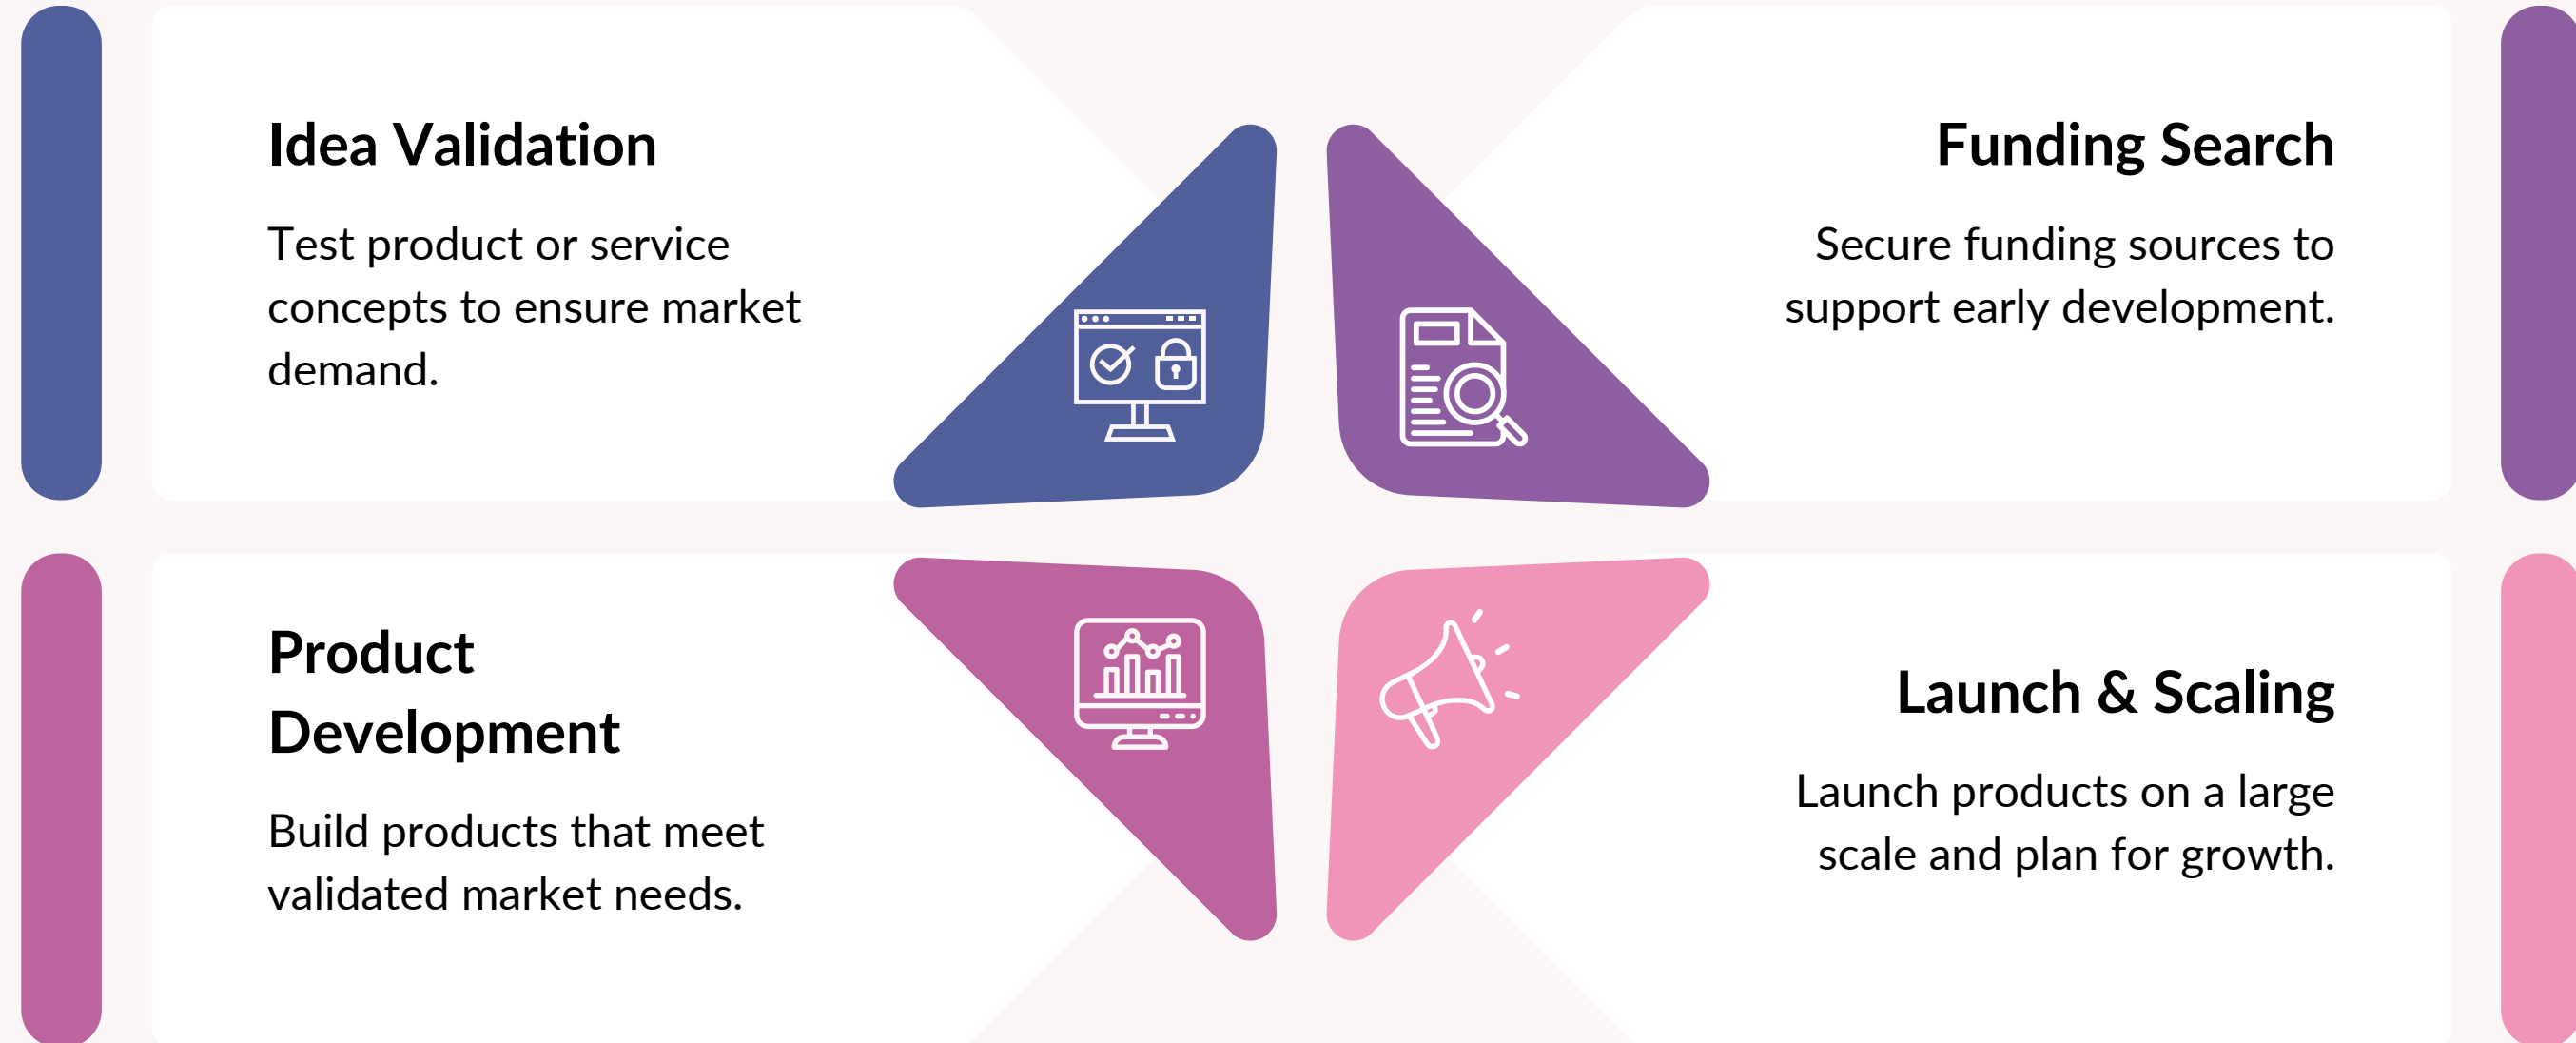 Idea Validation
Test product or service
concepts to ensure market
demand.
Funding Search
Secure funding sources to
support early development.
Product
Development
Build products that meet
validated market needs.
Launch & Scaling
Launch products on a large
scale and plan for growth.